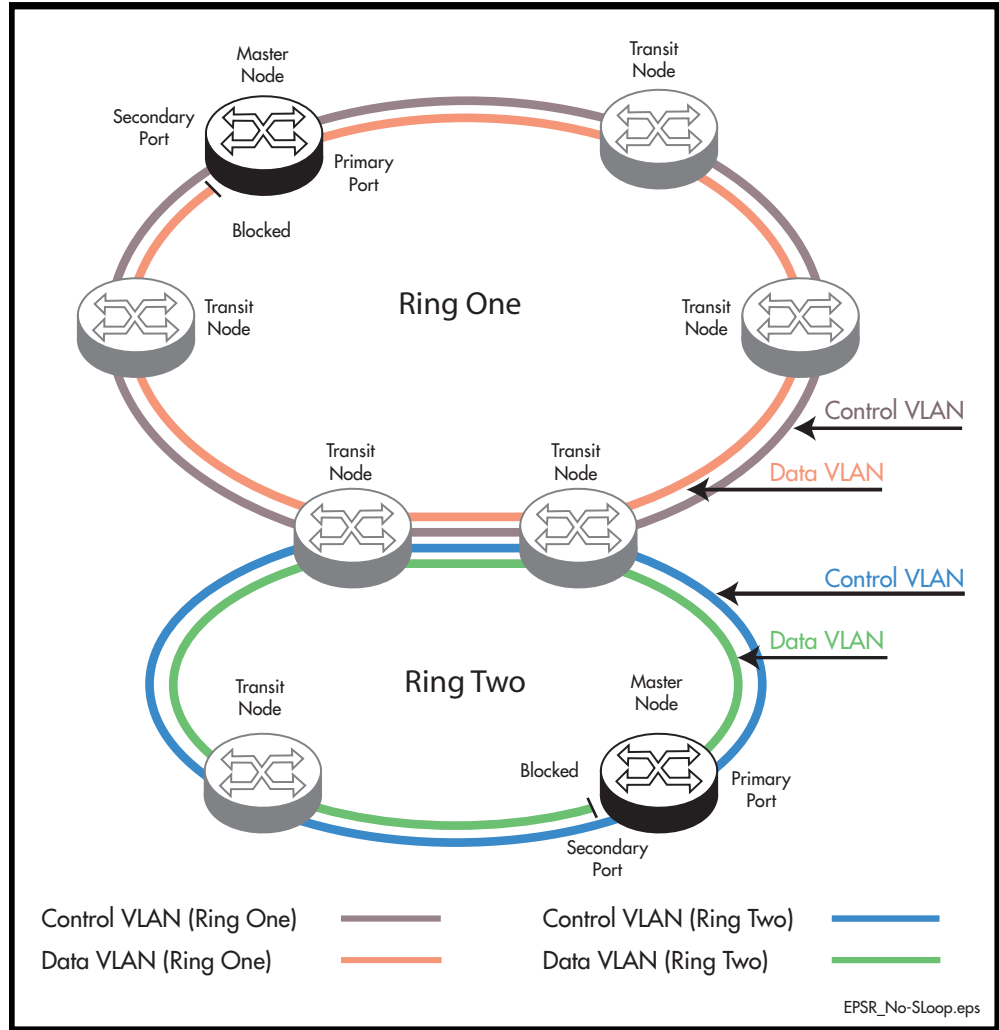 Master
Node
Transit
Node
Secondary
Port
Primary
Port
Blocked
Ring One
Transit
Node
Transit
Node
Control VLAN
Data VLAN
Transit
Node
Transit
Node
Control VLAN
Data VLAN
Ring Two
Transit
Node
Master
Node
Blocked
Primary
Port
Secondary
Port
Control VLAN (Ring One)
Control VLAN (Ring Two)
Data VLAN (Ring One)
Data VLAN (Ring Two)
EPSR_No-SLoop.eps